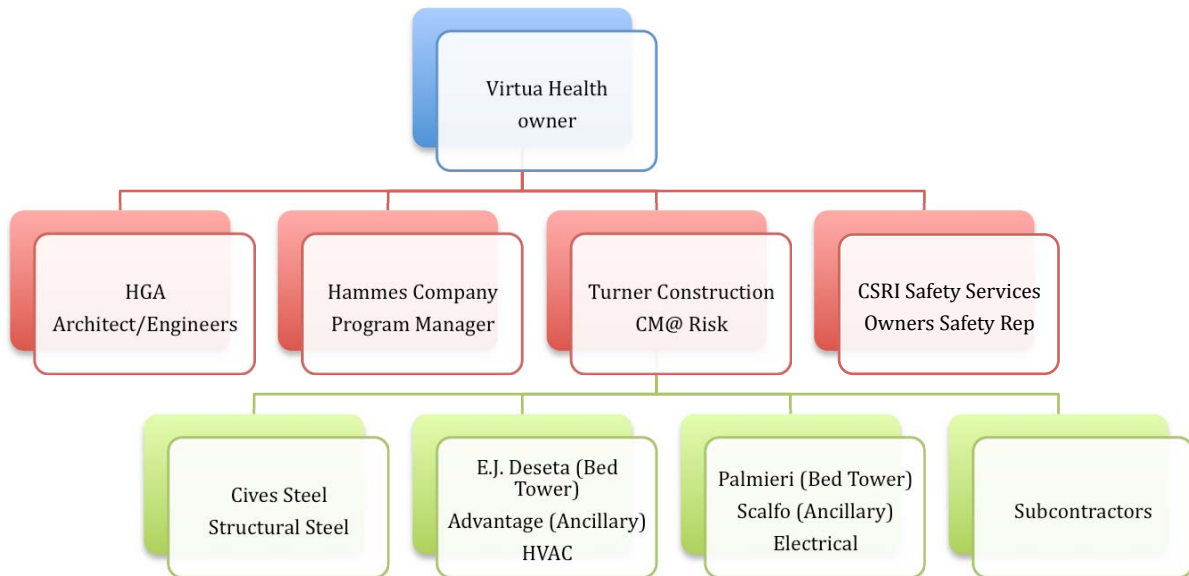 Virtua Health
owner
HGA
Architect/Engineers
Hammes Company
Program Manager
Turner Construction
CM@ Risk
CSRI Safety Services
Owners Safety Rep
Cives Steel
Structural Steel
E.J. Deseta (Bed
Tower)
Advantage (Ancillary)
HVAC
Palmieri (Bed Tower)
Scalfo (Ancillary)
Electrical
Subcontractors